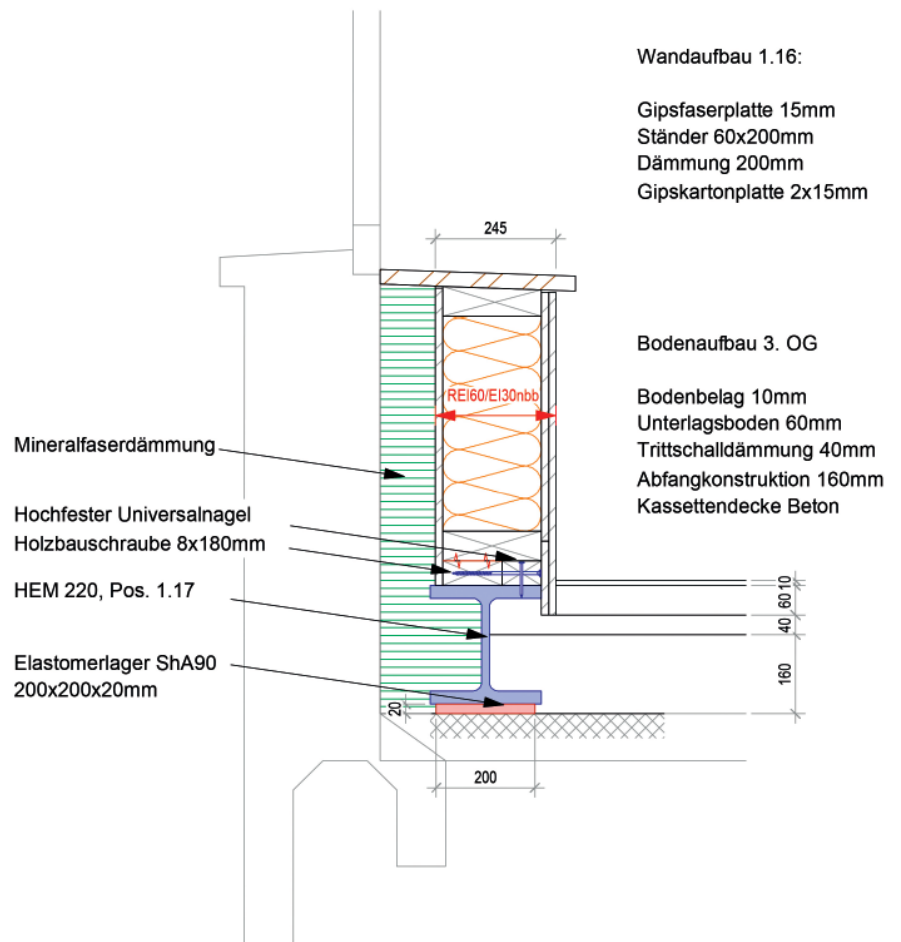 Wandaufbau 1.16:
Gipsfaserplatte 15mm
Ständer 60x200mm
Dämmung 200mm
Gipskartonplatte 2x15mm
245
Bodenaufbau 3. OG
Bodenbelag 10mm
Unterlagsboden 60mm
Trittschalldämmung 40mm
Abfangkonstruktion 160mm
Kassettendecke Beton
REI60/EI30nbb
Mineralfaserdämmung
Hochfester Universalnagel
Holzbauschraube 8x180mm
HEM 220, Pos. 1.17
Elastomerlager ShA90
200x200x20mm
10
60
40
160
20
200